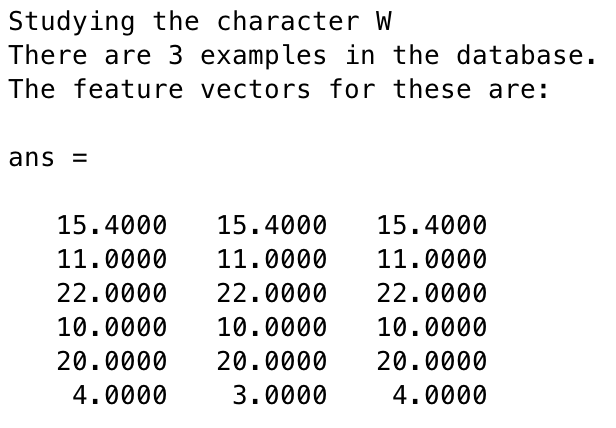 Studying the character W
There are 3 examples in the database.
The feature vectors for these are:
ans =
15.4000 15.4000 15.4000
11.0000 11.0000 11.0000
22.0000 22.0000 22.0000
10.0000 10.0000 10.0000
20.0000 20.0000 20.0000
4.0000 3.0000 4.0000